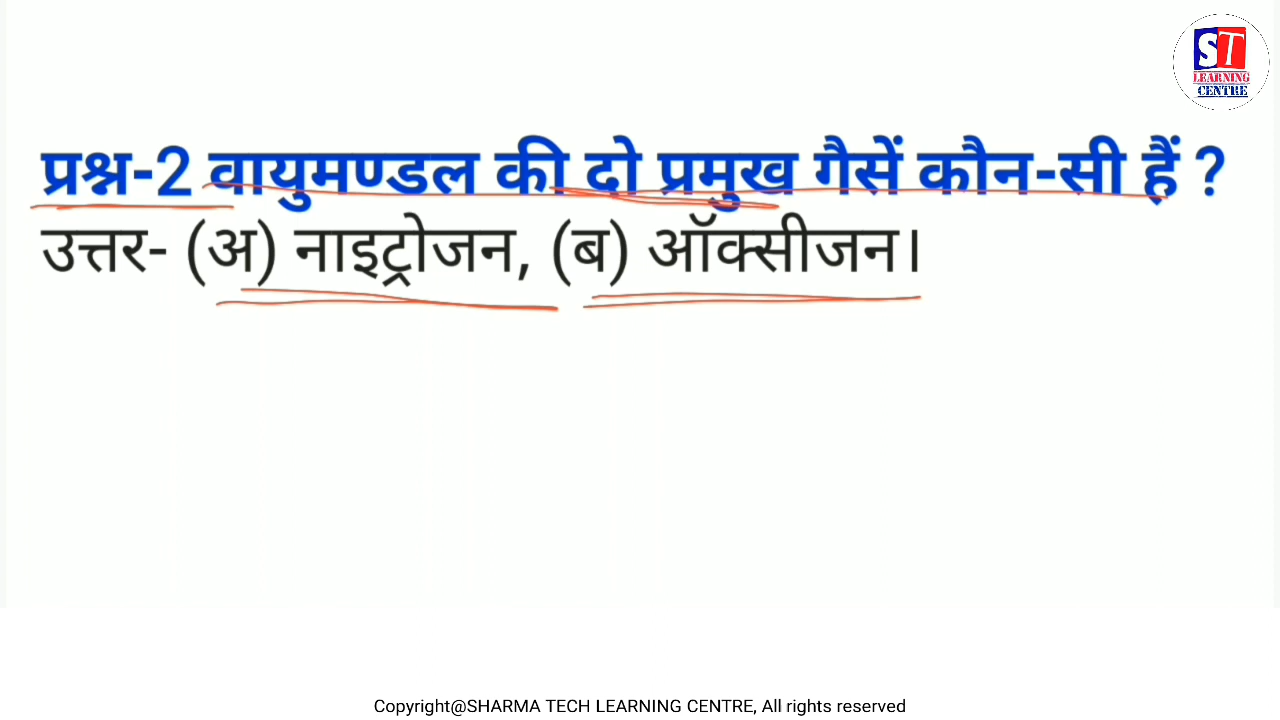 ST
LEARNING
CENTRE
प्रश्न-2 वायुमण्डल की दो प्रमुख गैसें कौन-सी हैं ?
उत्तर- (अ) नाइट्रोजन, (ब) ऑक्सीजन।
Copyright@SHARMA TECH LEARNING CENTRE, All rights reserved